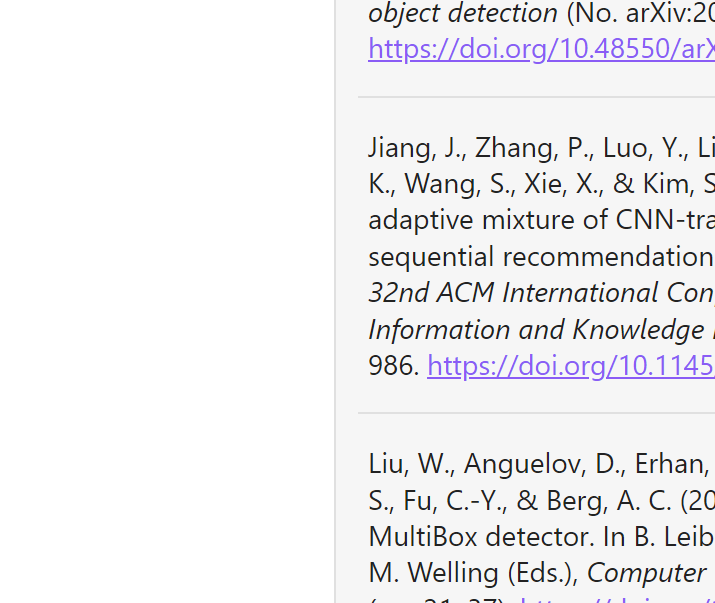 object detection (No. arXiv:20
https://doi.org/10.48550/arX
Jiang, J., Zhang, P., Luo, Y., Li
K., Wang, S., Xie, X., & Kim, S
adaptive mixture of CNN-tra
sequential recommendation
32nd ACM International Con
Information and Knowledge
986. https://doi.org/10.1145
Liu, W., Anguelov, D., Erhan,
S., Fu, C.-Y., & Berg, A. C. (20
MultiBox detector. In B. Leib
M. Welling (Eds.), Computer